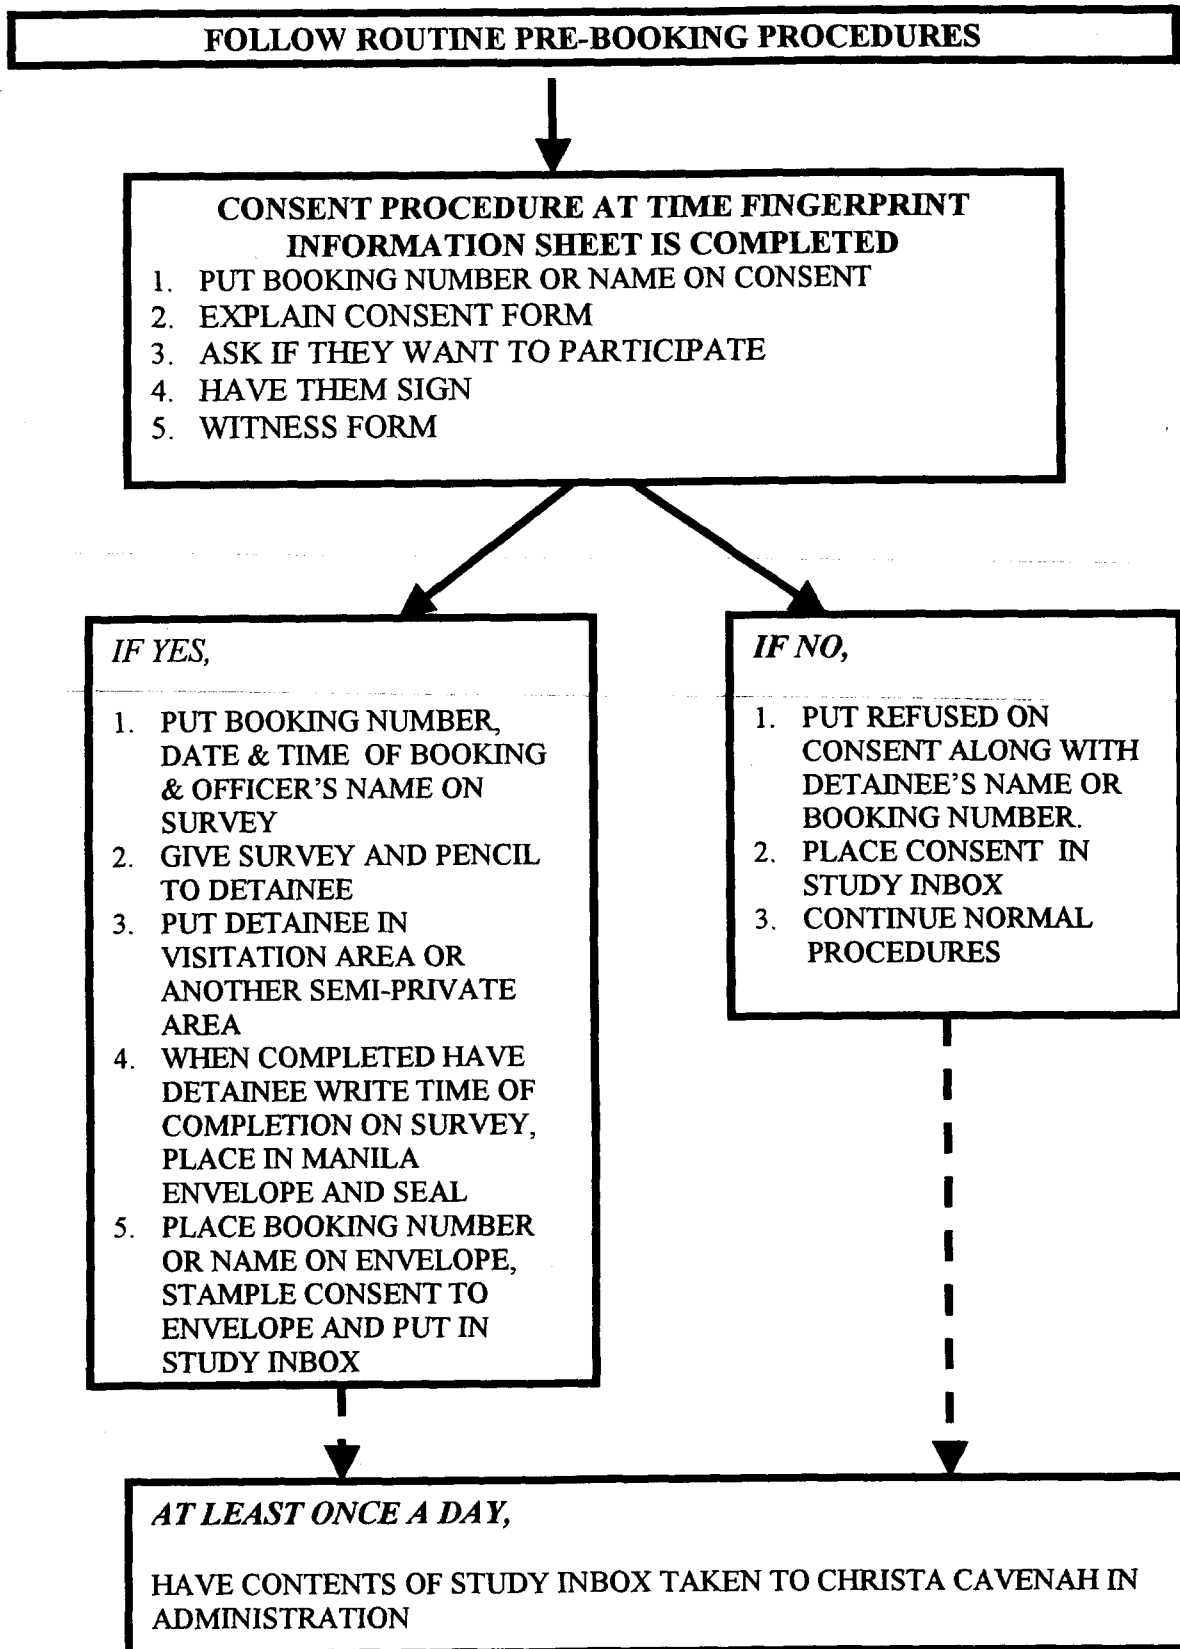 FOLLOW ROUTINE PRE-BOOKING PROCEDURES
CONSENT PROCEDURE AT TIME FINGERPRINT
INFORMATION SHEET IS COMPLETED
1. PUT BOOKING NUMBER OR NAME ON CONSENT
2. EXPLAIN CONSENT FORM
3. ASK IF THEY WANT TO PARTICIPATE
4. HAVE THEM SIGN
5. WITNESS FORM
IF YES,
1. PUT BOOKING NUMBER,
DATE & TIME OF BOOKING
& OFFICER'S NAME ON
SURVEY
2. GIVE SURVEY AND PENCIL
TO DETAINEE
3. PUT DETAINEE IN
VISITATION AREA OR
ANOTHER SEMI-PRIVATE
AREA
4. WHEN COMPLETED HAVE
DETAINEE WRITE TIME OF
COMPLETION ON SURVEY,
PLACE IN MANILA
ENVELOPE AND SEAL
5. PLACE BOOKING NUMBER
OR NAME ON ENVELOPE,
STAMPLE CONSENT TO
ENVELOPE AND PUT IN
STUDY INBOX
IF NO,
1. PUT REFUSED ON
CONSENT ALONG WITH
DETAINEE'S NAME OR
BOOKING NUMBER.
2. PLACE CONSENT IN
STUDY INBOX
3. CONTINUE NORMAL
PROCEDURES
AT LEAST ONCE A DAY,
HAVE CONTENTS OF STUDY INBOX TAKEN TO CHRISTA CAVENAH IN
ADMINISTRATION